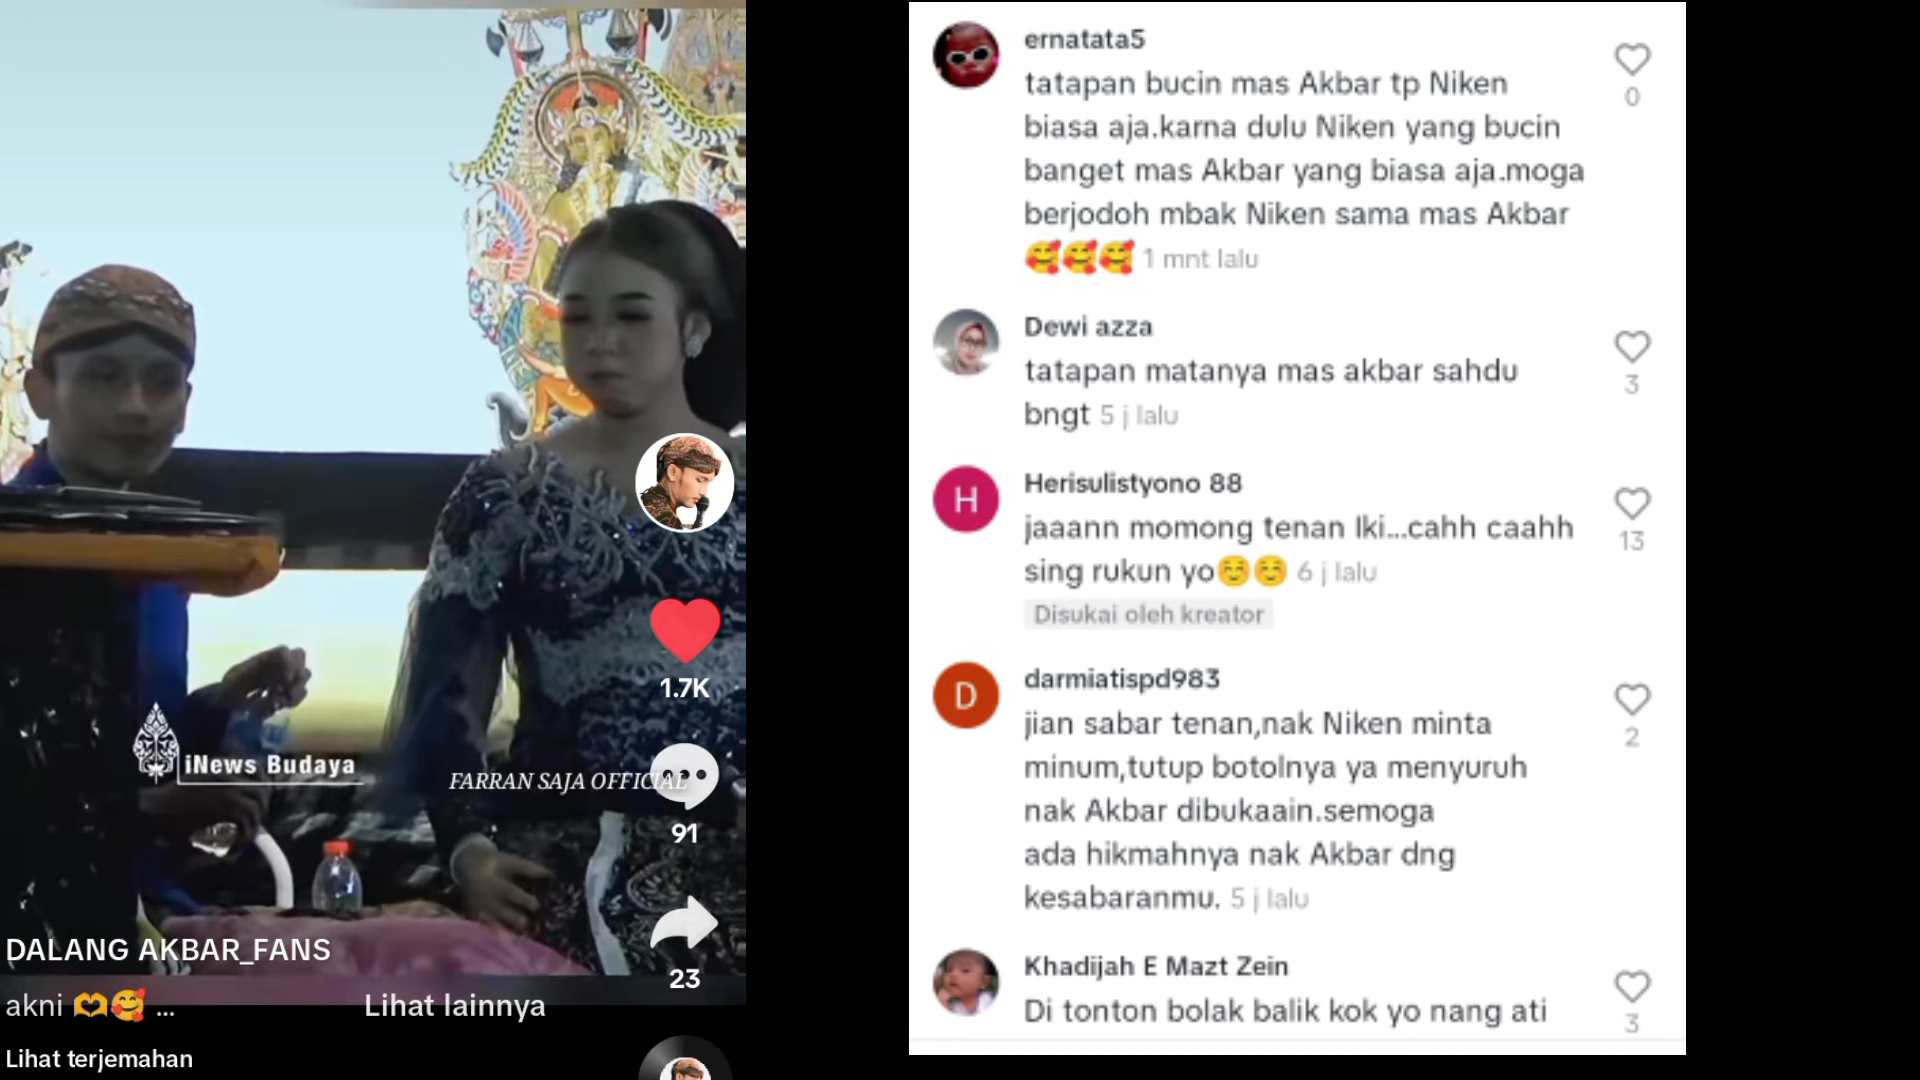 iNews Budaya
FARRAN SAJA OFFICIAL
1.7K
91
23
DALANG AKBAR_FANS
akni 🫶🥰 ...
Lihat lainnya
Lihat terjemahan
ernatata5
tatapan bucin mas Akbar tp Niken
biasa aja.karna dulu Niken yang bucin
banget mas Akbar yang biasa aja.moga
berjodoh mbak Niken sama mas Akbar
🥰🥰🥰 1 mnt lalu
0
Dewi azza
tatapan matanya mas akbar sahdu
bngt 5 j lalu
3
H
Herisulistyono 88
jaaann momong tenan Iki...cahh caahh
sing rukun yo☺️☺️ 6 j lalu
Disukai oleh kreator
13
D
darmiatispd983
jian sabar tenan,nak Niken minta
minum,tutup botolnya ya menyuruh
nak Akbar dibukaain.semoga
ada hikmahnya nak Akbar dng
kesabaranmu. 5 j lalu
2
Khadijah E Mazt Zein
Di tonton bolak balik kok yo nang ati
3